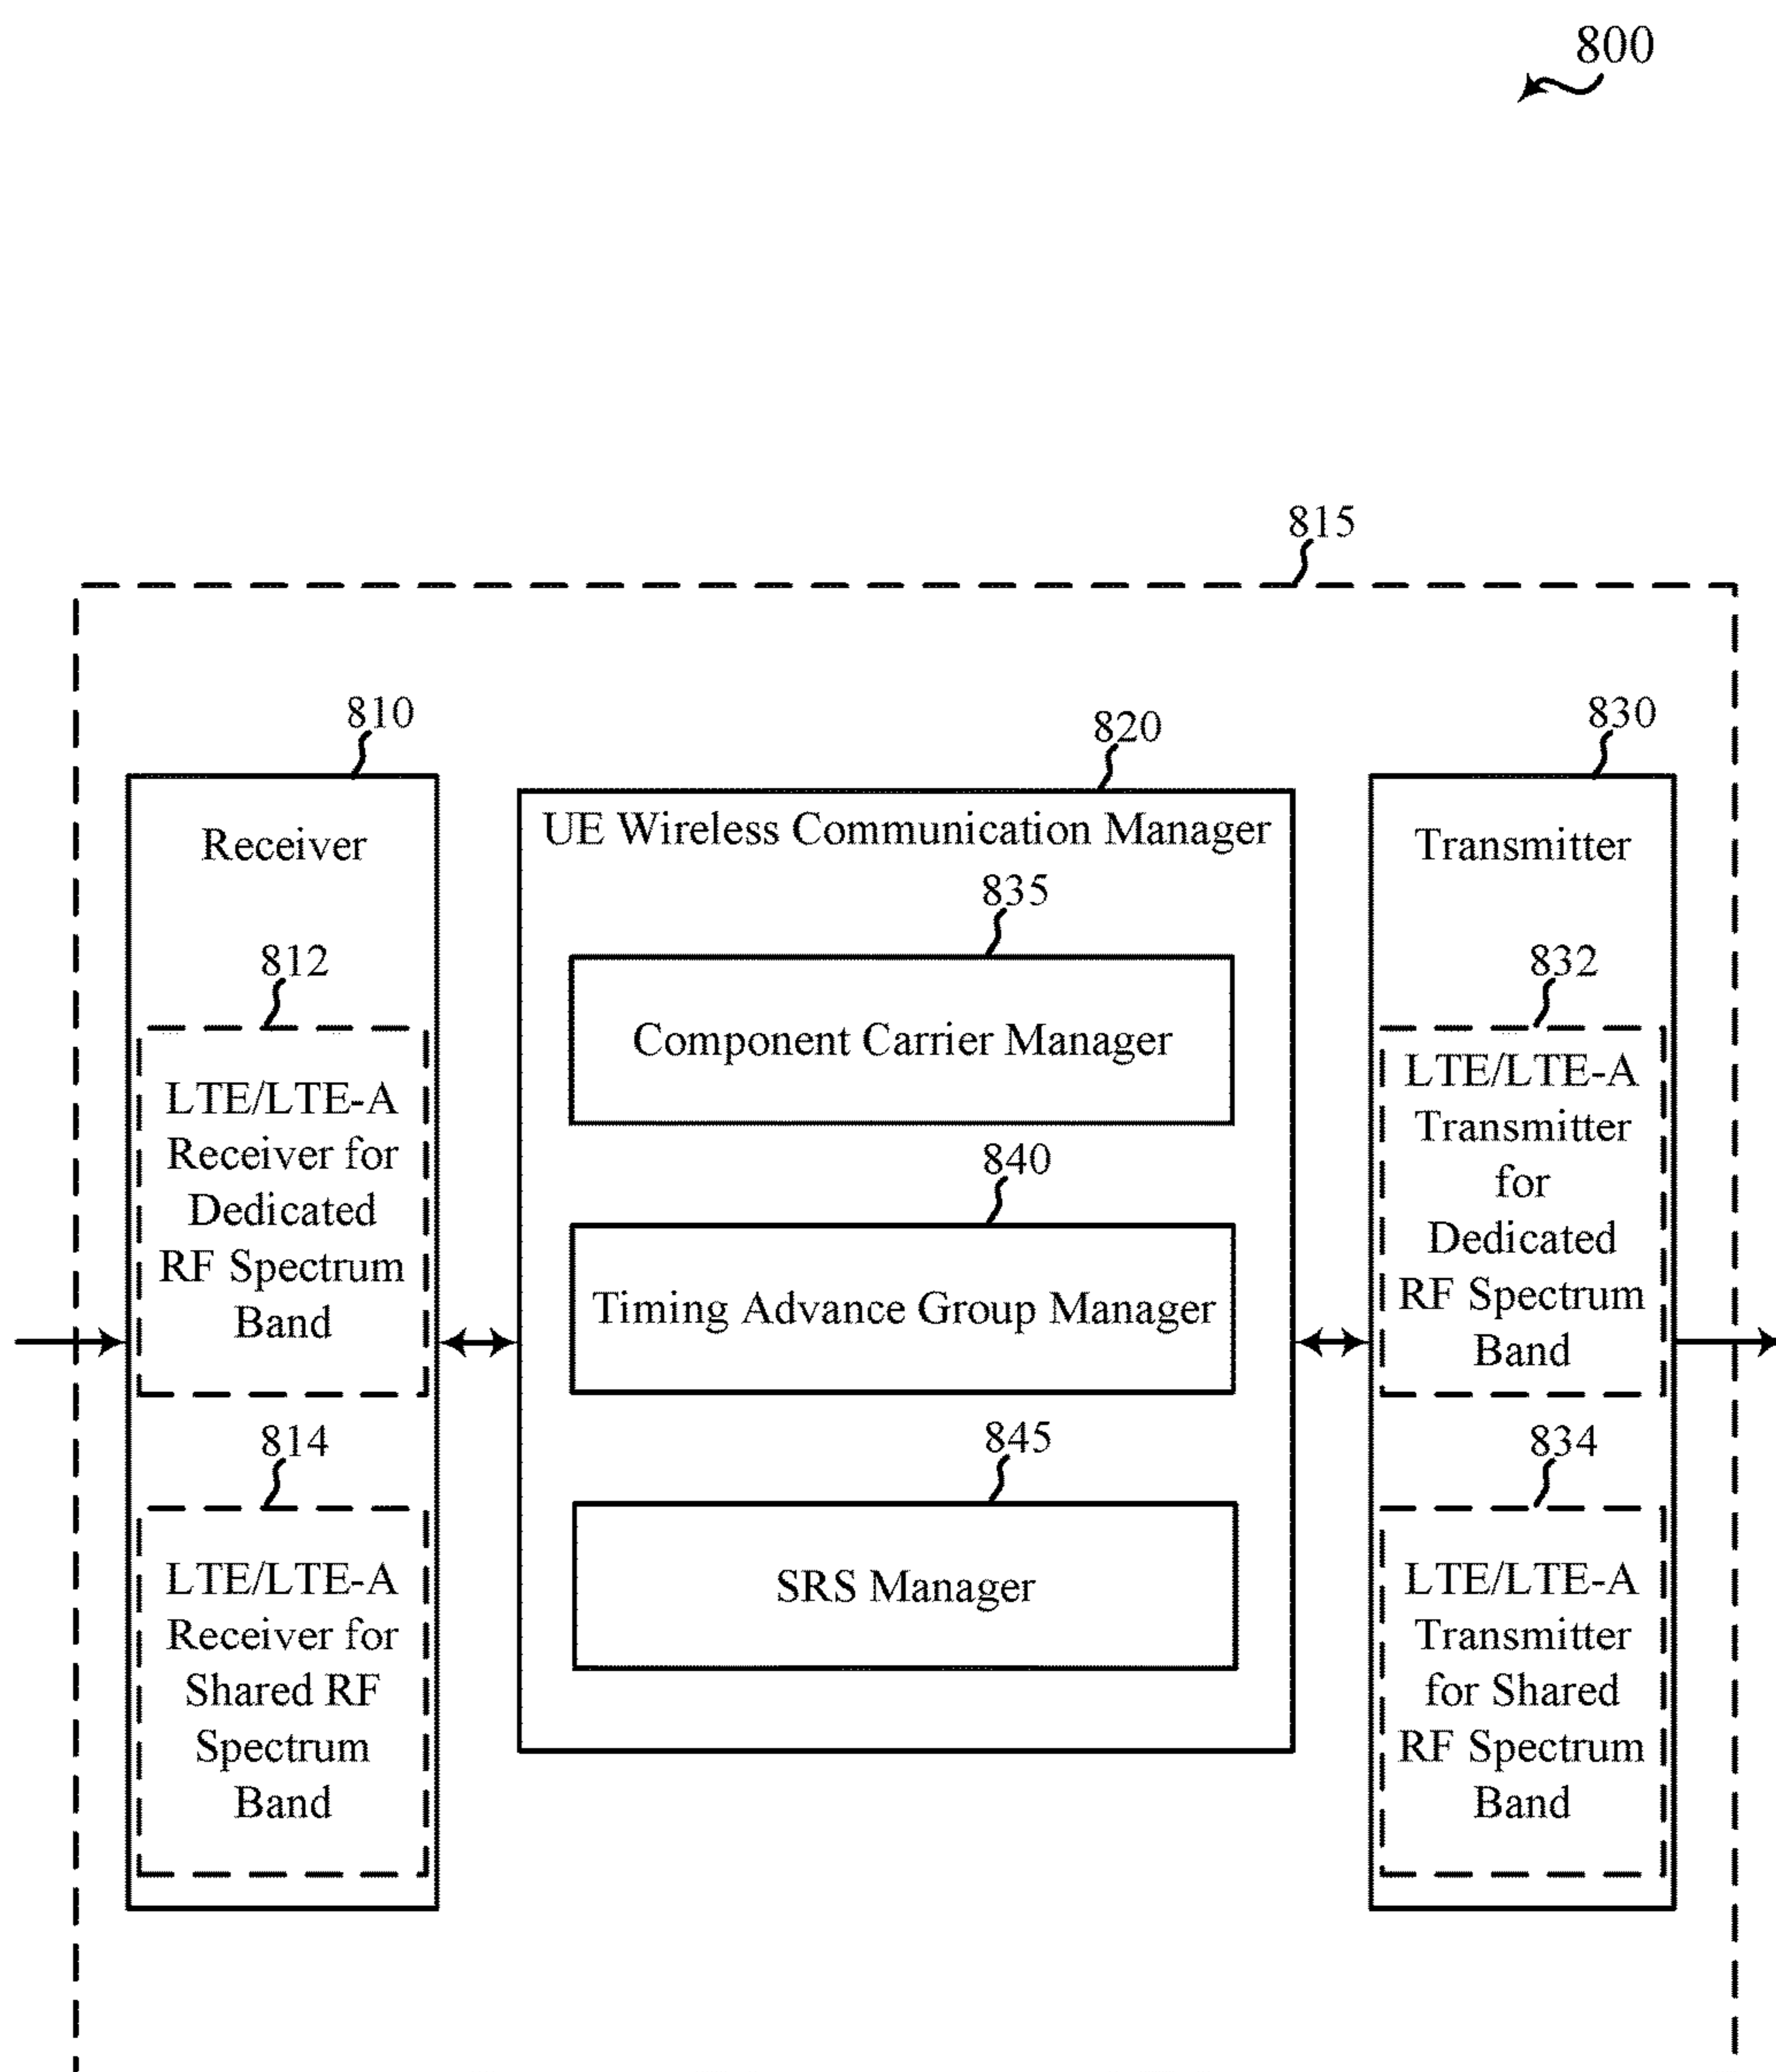 800
815
810
Receiver
812
LTE/LTE-A
Receiver for
Dedicated
RF Spectrum
Band
814
LTE/LTE-A
Receiver for
Shared RF
Spectrum
Band
820
UE Wireless Communication Manager
835
Component Carrier Manager
840
Timing Advance Group Manager
845
SRS Manager
830
Transmitter
832
LTE/LTE-A
Transmitter
for
Dedicated
RF Spectrum
Band
834
LTE/LTE-A
Transmitter
for Shared
RF Spectrum
Band